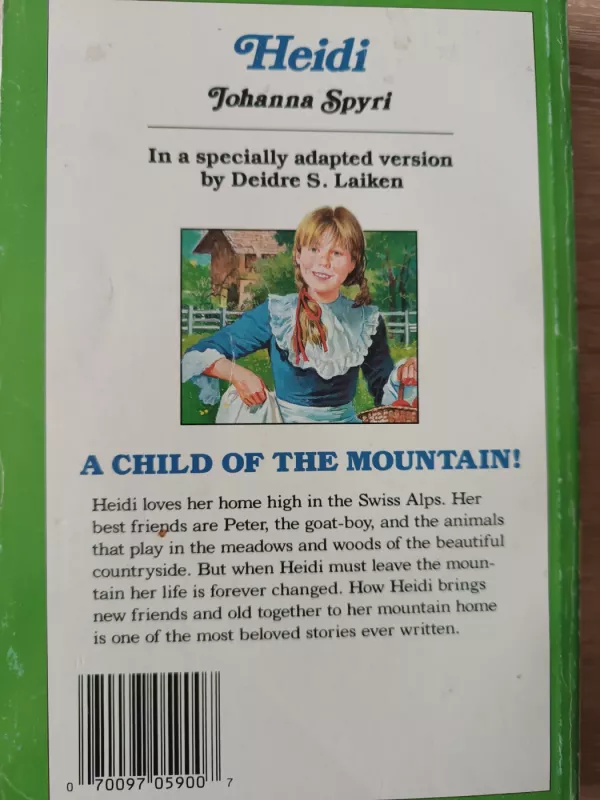 Heidi
Johanna Spyri
In a specially adapted version
by Deidre S. Laiken
A CHILD OF THE MOUNTAIN!
Heidi loves her home high in the Swiss Alps. Her
best friends are Peter, the goat-boy, and the animals
that play in the meadows and woods of the beautiful
countryside. But when Heidi must leave the moun-
tain her life is forever changed. How Heidi brings
new friends and old together to her mountain home
is one of the most beloved stories ever written.
0 70097 05900 7